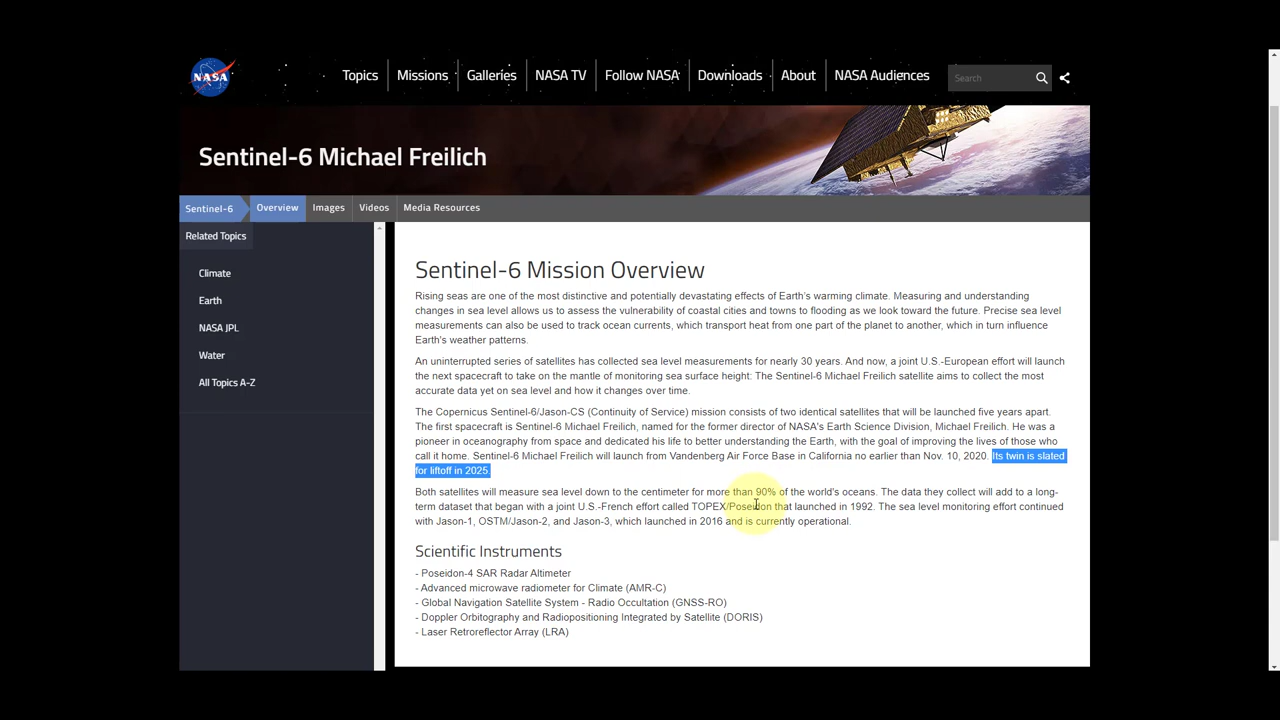 NASA
Topics
Missions
Galleries
NASA TV
Follow NASA
Downloads
About
NASA Audiences
Search
Sentinel-6 Michael Freilich
Sentinel-6
Overview
Images
Videos
Media Resources
Related Topics
Climate
Earth
NASA JPL
Water
All Topics A-Z
Sentinel-6 Mission Overview
Rising seas are one of the most distinctive and potentially devastating effects of Earth's warming climate. Measuring and understanding
changes in sea level allows us to assess the vulnerability of coastal cities and towns to flooding as we look toward the future. Precise sea level
measurements can also be used to track ocean currents, which transport heat from one part of the planet to another, which in turn influence
Earth's weather patterns.
An uninterrupted series of satellites has collected sea level measurements for nearly 30 years. And now, a joint U.S.-European effort will launch
the next spacecraft to take on the mantle of monitoring sea surface height: The Sentinel-6 Michael Freilich satellite aims to collect the most
accurate data yet on sea level and how it changes over time.
The Copernicus Sentinel-6/Jason-CS (Continuity of Service) mission consists of two identical satellites that will be launched five years apart.
The first spacecraft is Sentinel-6 Michael Freilich, named for the former director of NASA's Earth Science Division, Michael Freilich. He was a
pioneer in oceanography from space and dedicated his life to better understanding the Earth, with the goal of improving the lives of those who
call it home. Sentinel-6 Michael Freilich will launch from Vandenberg Air Force Base in California no earlier than Nov. 10, 2020. Its twin is slated
for liftoff in 2025.
Both satellites will measure sea level down to the centimeter for more than 90% of the world's oceans. The data they collect will add to a long-
term dataset that began with a joint U.S.-French effort called TOPEX/Poseidon that launched in 1992. The sea level monitoring effort continued
with Jason-1, OSTM/Jason-2, and Jason-3, which launched in 2016 and is currently operational.
Scientific Instruments
- Poseidon-4 SAR Radar Altimeter
- Advanced microwave radiometer for Climate (AMR-C)
- Global Navigation Satellite System - Radio Occultation (GNSS-RO)
- Doppler Orbitography and Radiopositioning Integrated by Satellite (DORIS)
- Laser Retroreflector Array (LRA)